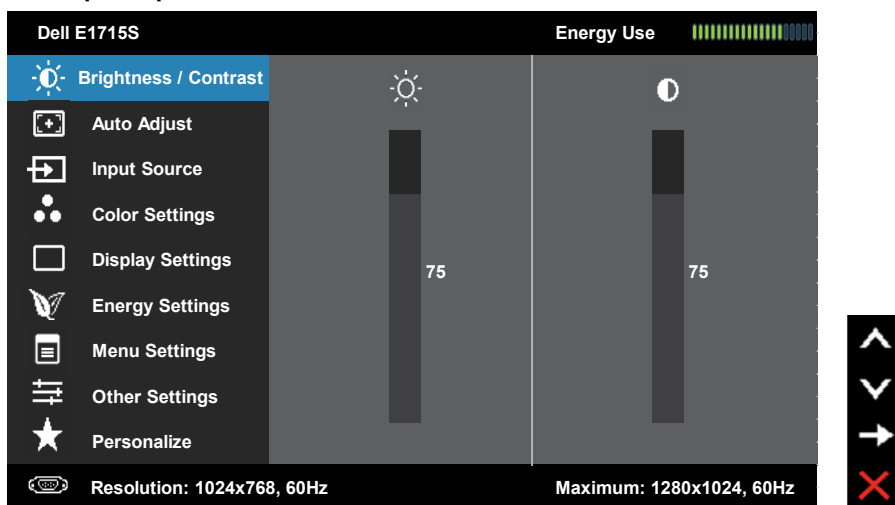 Dell E1715S Energy Use
Brightness / Contrast
Auto Adjust
Input Source
Color Settings
Display Settings
75 75
Energy Settings
Menu Settings
Other Settings
Personalize
Resolution: 1024x768, 60Hz Maximum: 1280x1024, 60Hz